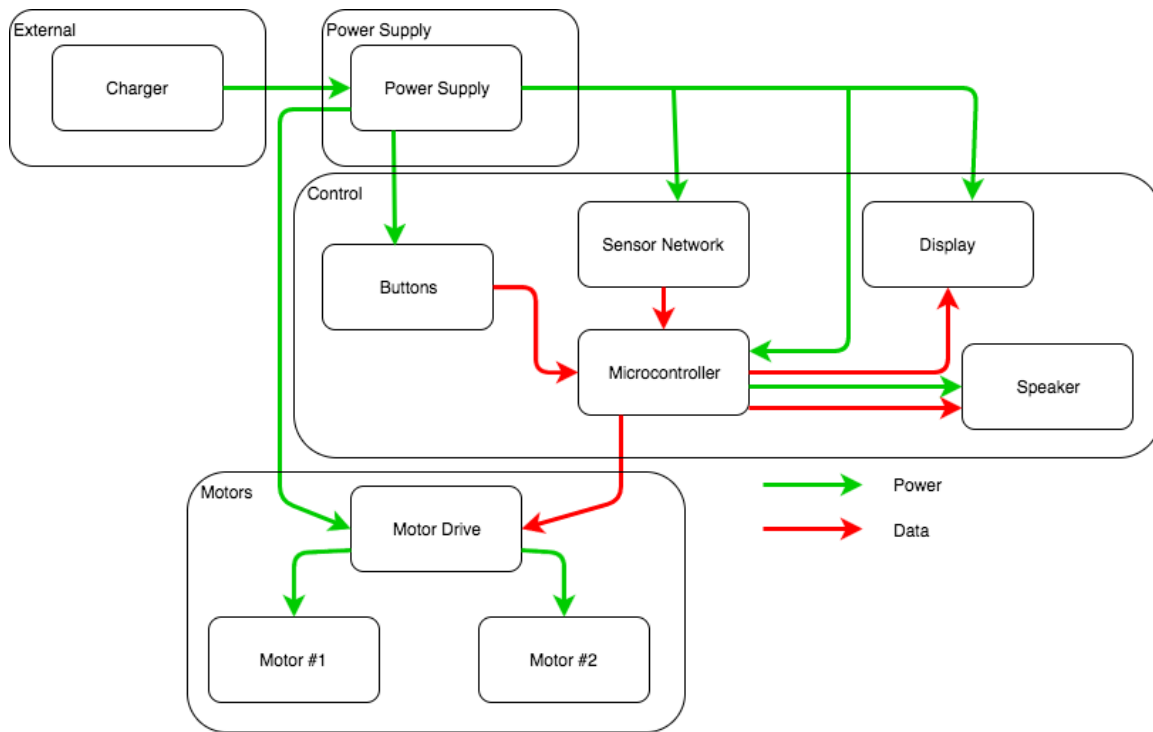 External
Charger
Power Supply
Power Supply
Control
Sensor Network
Display
Buttons
Microcontroller
Speaker
Motors
Motor Drive
Motor #1
Motor #2
Power
Data